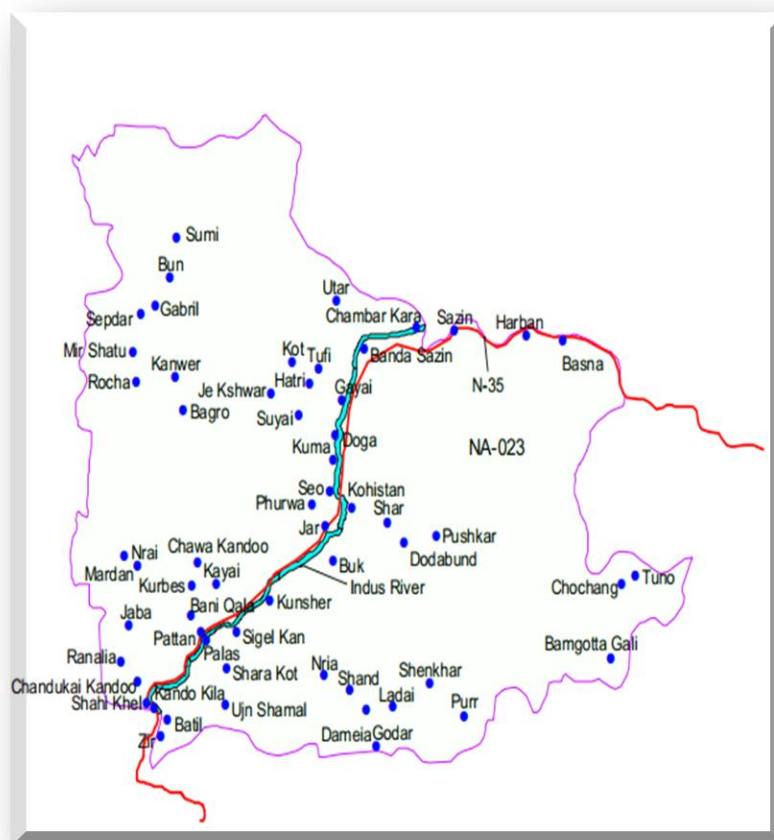 Sumi
Bun
Gabril
Sepdar
Utar
Chambar Kara
Sazin
Harban
Basna
Mir Shatu
Kanwer
Rocha
Bagro
Kot
Tufi
Hatri
Je Kshwar
Banda Sazin
N-35
Gayai
Suyai
Doga
Kuma
NA-023
Seo
Kohistan
Phurwa
Shar
Jar
Pushkar
Dodabund
Nrai
Chawa Kandoo
Mardan
Kayai
Kurbes
Buk
Indus River
Tuno
Chochang
Kunsher
Bani Qala
Jaba
Pattan
Sigel Kan
Palas
Bamgotta Gali
Ranalia
Shara Kot
Nria
Shand
Shenkhar
Chandukai Kandoo
Kando Kila
Shahi Khel
Ujn Shamal
Ladai
Purr
Batil
Zir
Dameia
Godar